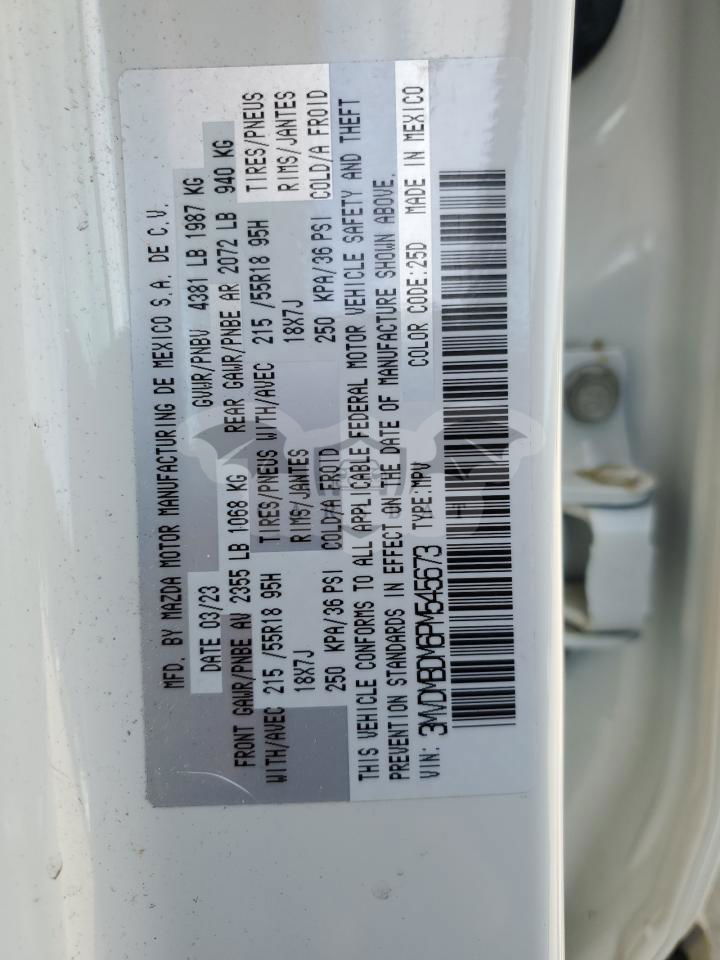 MFD. BY MAZDA MOTOR MANUFACTURING DE MEXICO S.A. DE C.V.
DATE 03/23 GVWR/PNBV 4381 LB 1987 KG
FRONT GAWR/PNBE AV 2355 LB 1068 KG REAR GAWR/PNBE AR 2072 LB 940 KG
WITH/AVEC 215 /55R18 95H TIRES/PNEUS WITH/AVEC 215 /55R18 95H TIRES/PNEUS
18X7J RIMS/JANTES 18X7J RIMS/JANTES
250 KPA/36 PSI COLD/A FROID 250 KPA/36 PSI COLD/A FROID
THIS VEHICLE CONFORMS TO ALL APPLICABLE FEDERAL MOTOR VEHICLE SAFETY AND THEFT
PREVENTION STANDARDS IN EFFECT ON THE DATE OF MANUFACTURE SHOWN ABOVE.
VIN: 3MVDMBDM6PM545673 TYPE:MPV COLOR CODE:25D MADE IN MEXICO